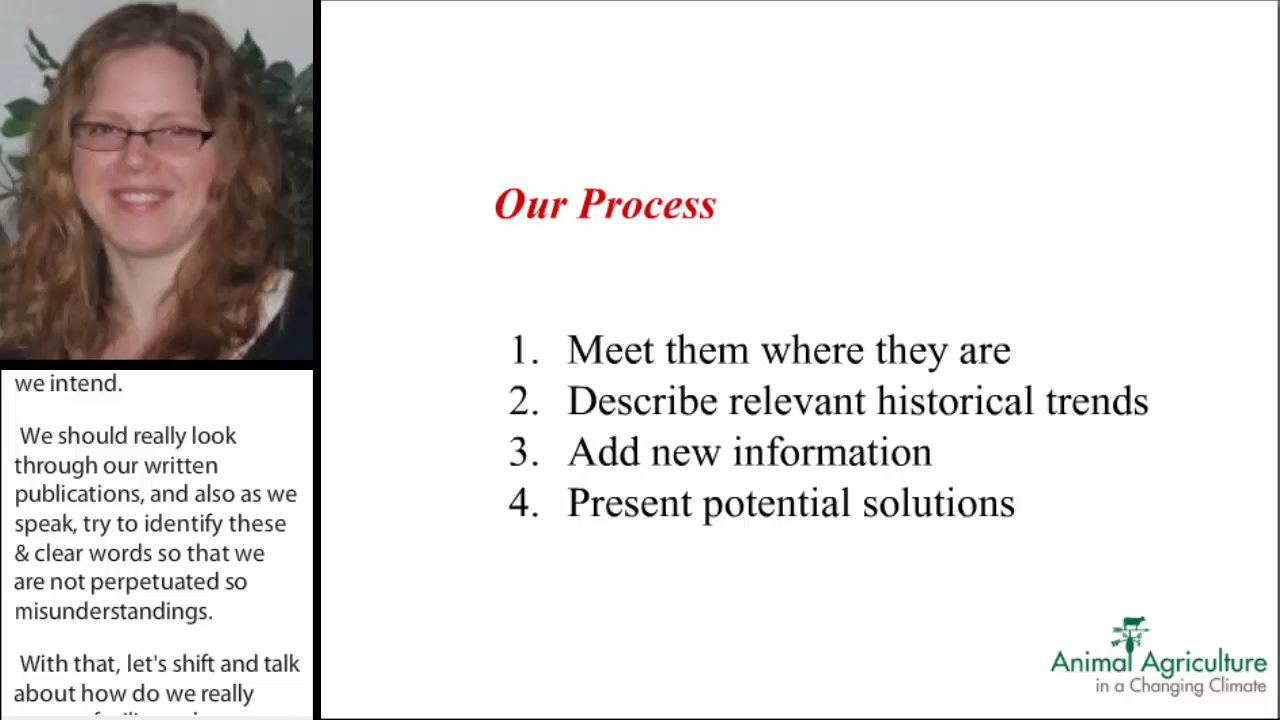 we intend.
We should really look
through our written
publications, and also as we
speak, try to identify these
& clear words so that we
are not perpetuated so
misunderstandings.
With that, let's shift and talk
about how do we really
Our Process
1. Meet them where they are
2. Describe relevant historical trends
3. Add new information
4. Present potential solutions
Animal Agriculture
in a Changing Climate